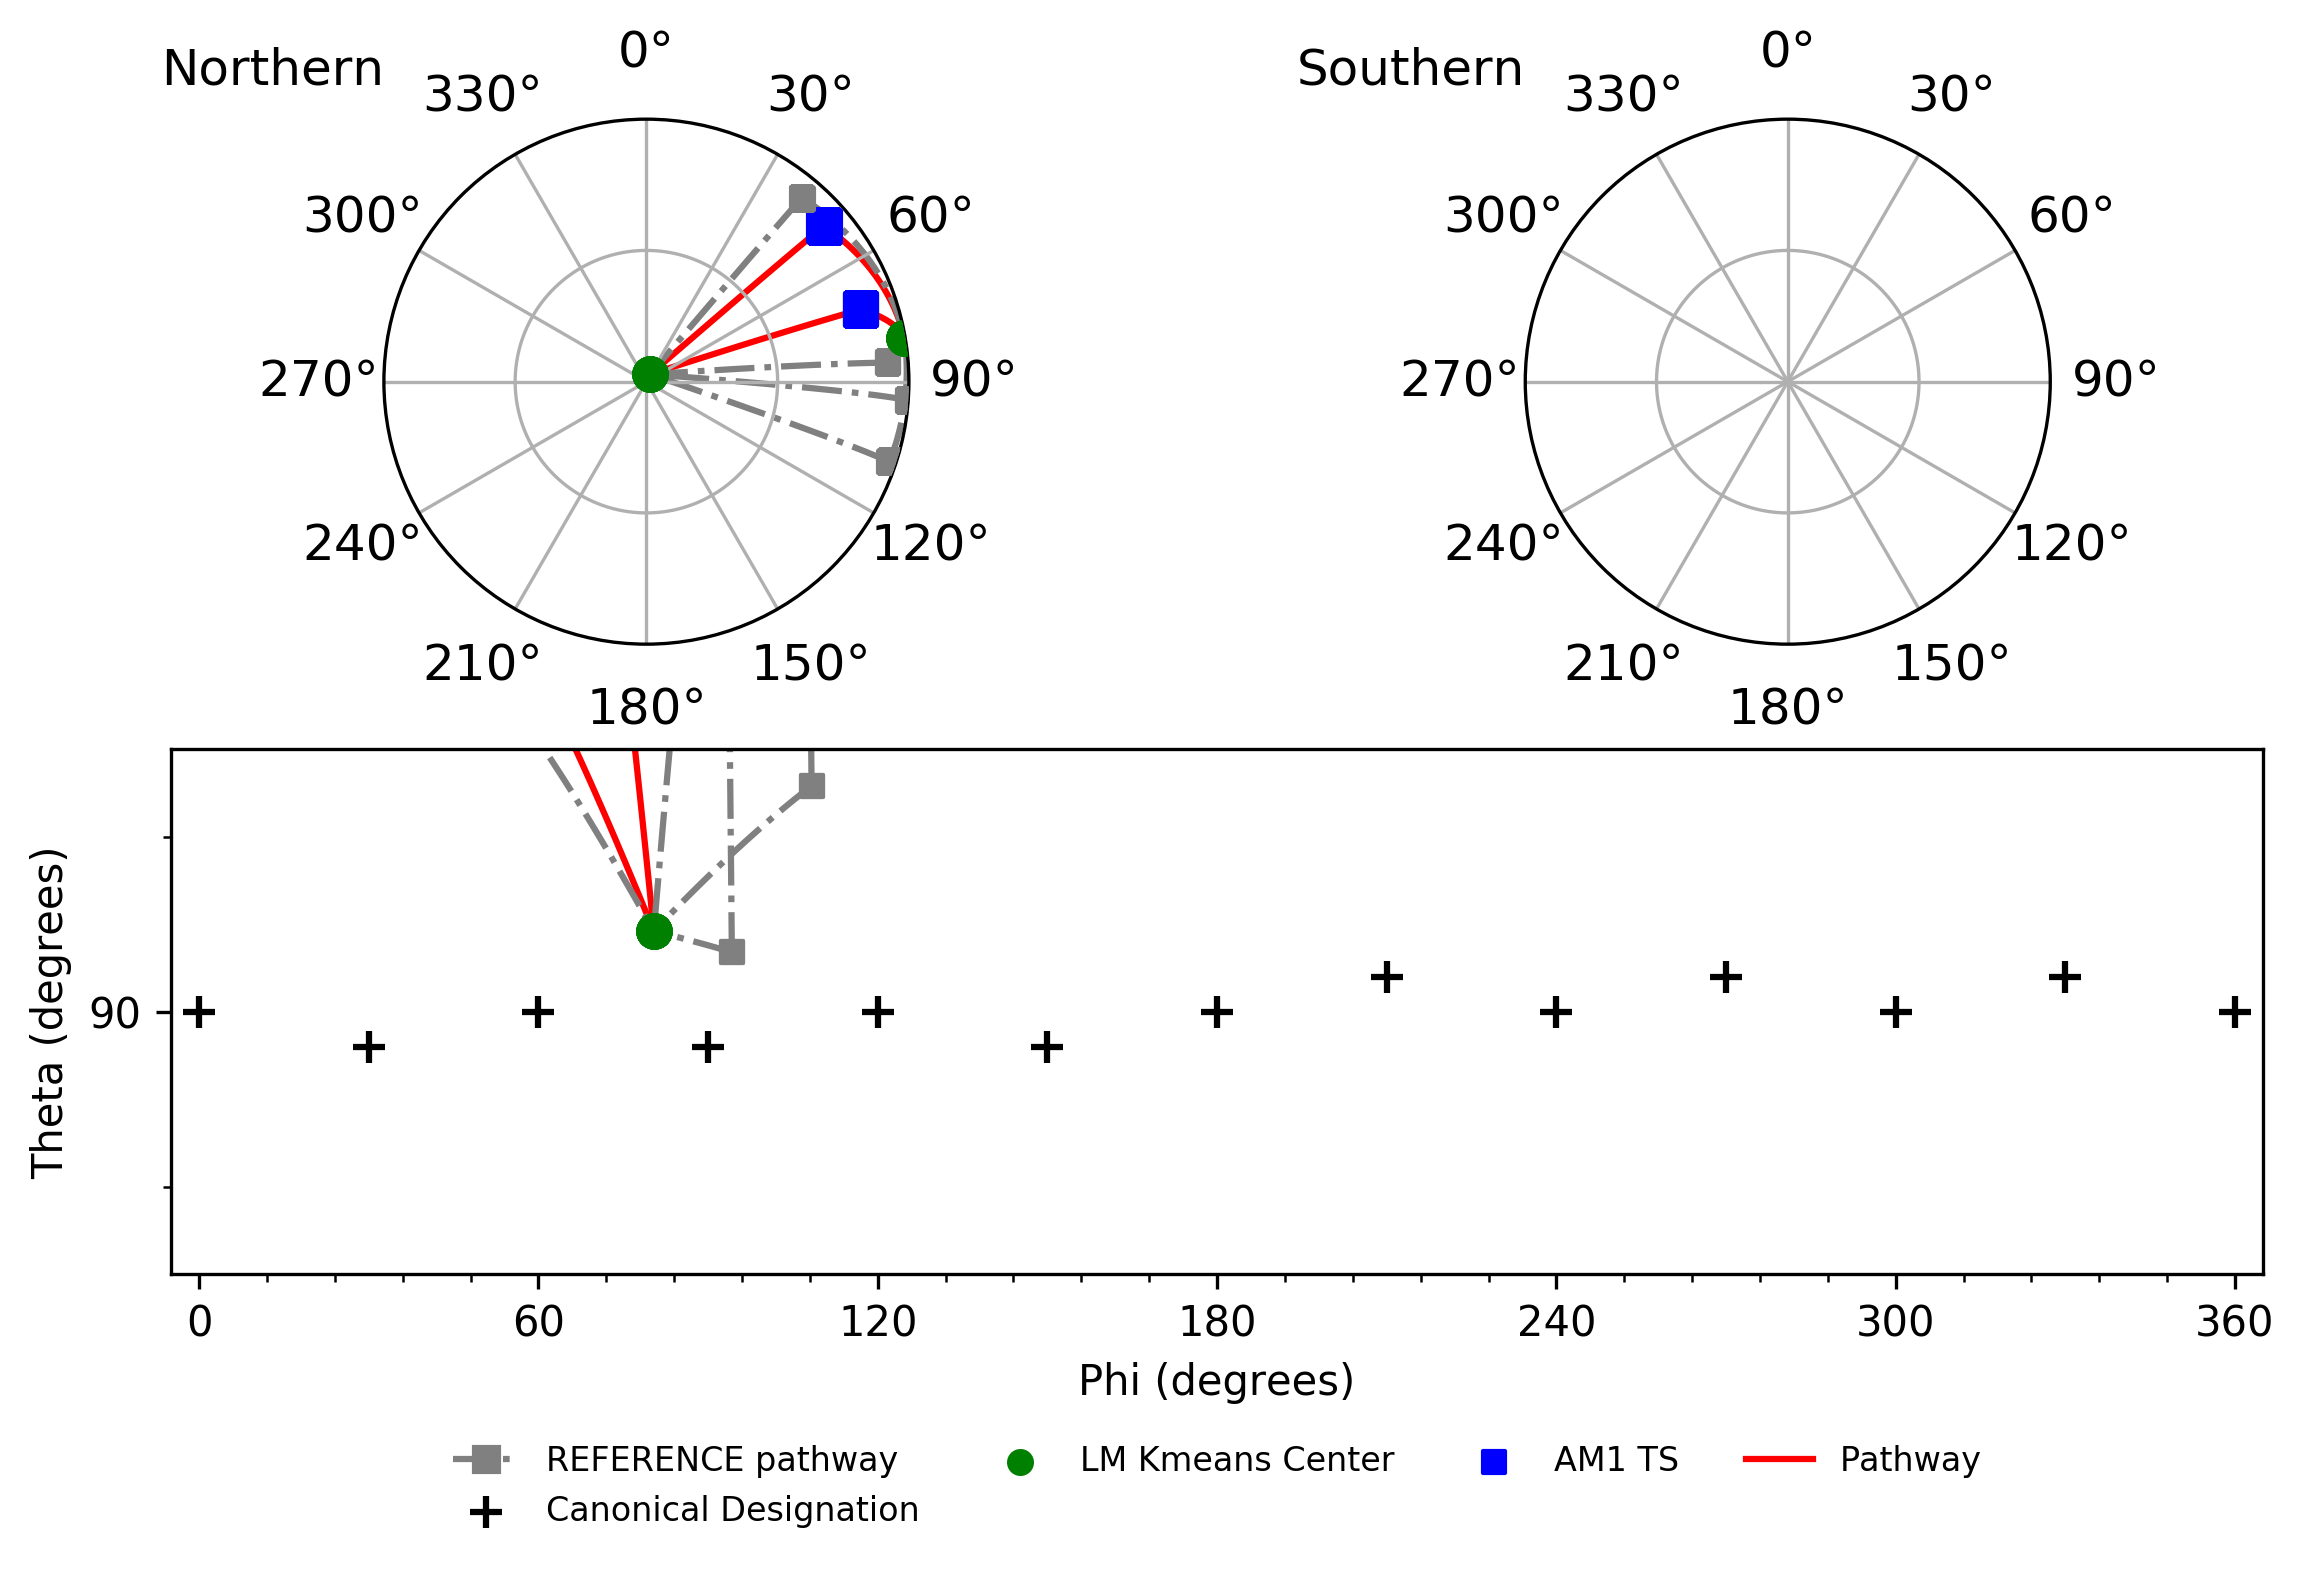 Northern
0°
330°
30°
300°
60°
270°
90°
240°
120°
210°
150°
180°
Southern
0°
330°
30°
300°
60°
270°
90°
240°
120°
210°
150°
180°
Theta (degrees)
90
0 60 120 180 240 300 360
Phi (degrees)
REFERENCE pathway
Canonical Designation
LM Kmeans Center
AM1 TS
Pathway